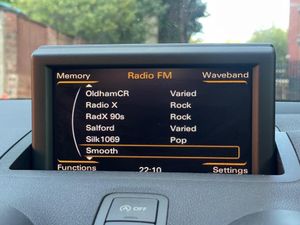 Memory Radio FM Waveband
OldhamCR Varied
Radio X Rock
RadX 90s Rock
Salford Varied
Silk1069 Pop
Smooth
Functions 22:10 Settings